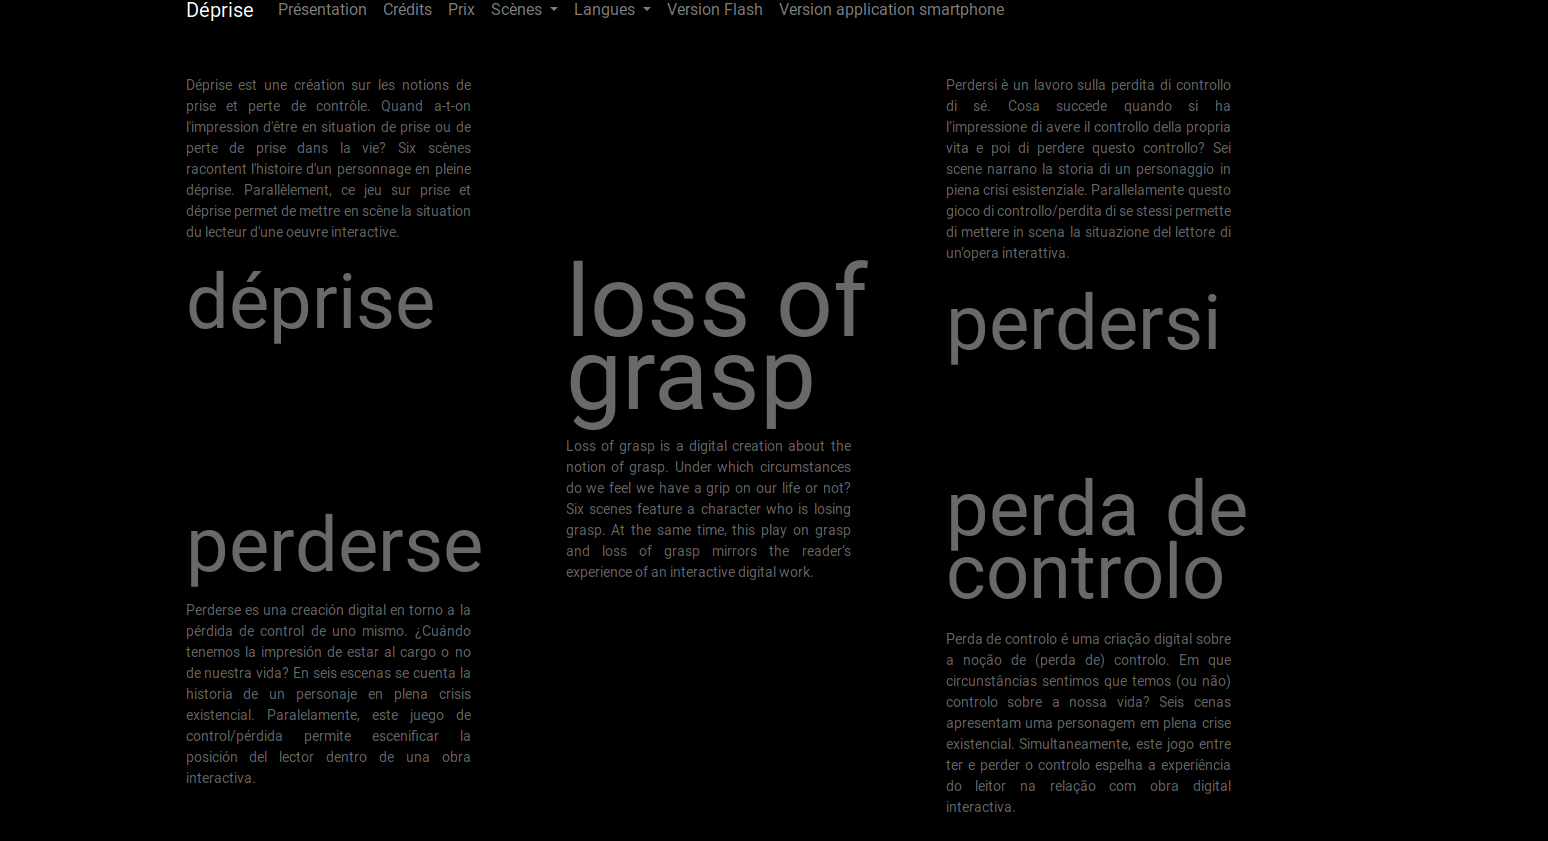 Déprise Présentation Crédits Prix Scènes Langues Version Flash Version application smartphone
Déprise est une création sur les notions de
prise et perte de contrôle. Quand a-t-on
l'impression d'être en situation de prise ou de
perte de prise dans la vie? Six scènes
racontent l'histoire d'un personnage en pleine
déprise. Parallèlement, ce jeu sur prise et
déprise permet de mettre en scène la situation
du lecteur d'une oeuvre interactive.
déprise
perderse
Perderse es una creación digital en torno a la
pérdida de control de uno mismo. ¿Cuándo
tenemos la impresión de estar al cargo o no
de nuestra vida? En seis escenas se cuenta la
historia de un personaje en plena crisis
existencial. Paralelamente, este juego de
control/pérdida permite escenificar la
posición del lector dentro de una obra
interactiva.
loss of
grasp
Loss of grasp is a digital creation about the
notion of grasp. Under which circumstances
do we feel we have a grip on our life or not?
Six scenes feature a character who is losing
grasp. At the same time, this play on grasp
and loss of grasp mirrors the reader's
experience of an interactive digital work.
Perdersi è un lavoro sulla perdita di controllo
di sé. Cosa succede quando si ha
l'impressione di avere il controllo della propria
vita e poi di perdere questo controllo? Sei
scene narrano la storia di un personaggio in
piena crisi esistenziale. Parallelamente questo
gioco di controllo/perdita di se stessi permette
di mettere in scena la situazione del lettore di
un'opera interattiva.
perdersi
perda de
controlo
Perda de controlo é uma criação digital sobre
a noção de (perda de) controlo. Em que
circunstâncias sentimos que temos (ou não)
controlo sobre a nossa vida? Seis cenas
apresentam uma personagem em plena crise
existencial. Simultaneamente, este jogo entre
ter e perder o controlo espelha a experiência
do leitor na relação com obra digital
interactiva.